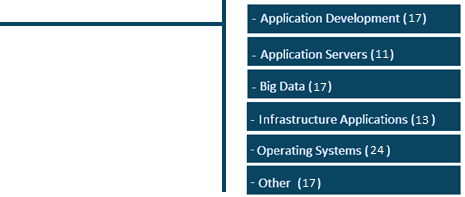 - Application Development (17)
- Application Servers (11)
- Big Data (17)
- Infrastructure Applications (13)
- Operating Systems (24)
- Other (17)